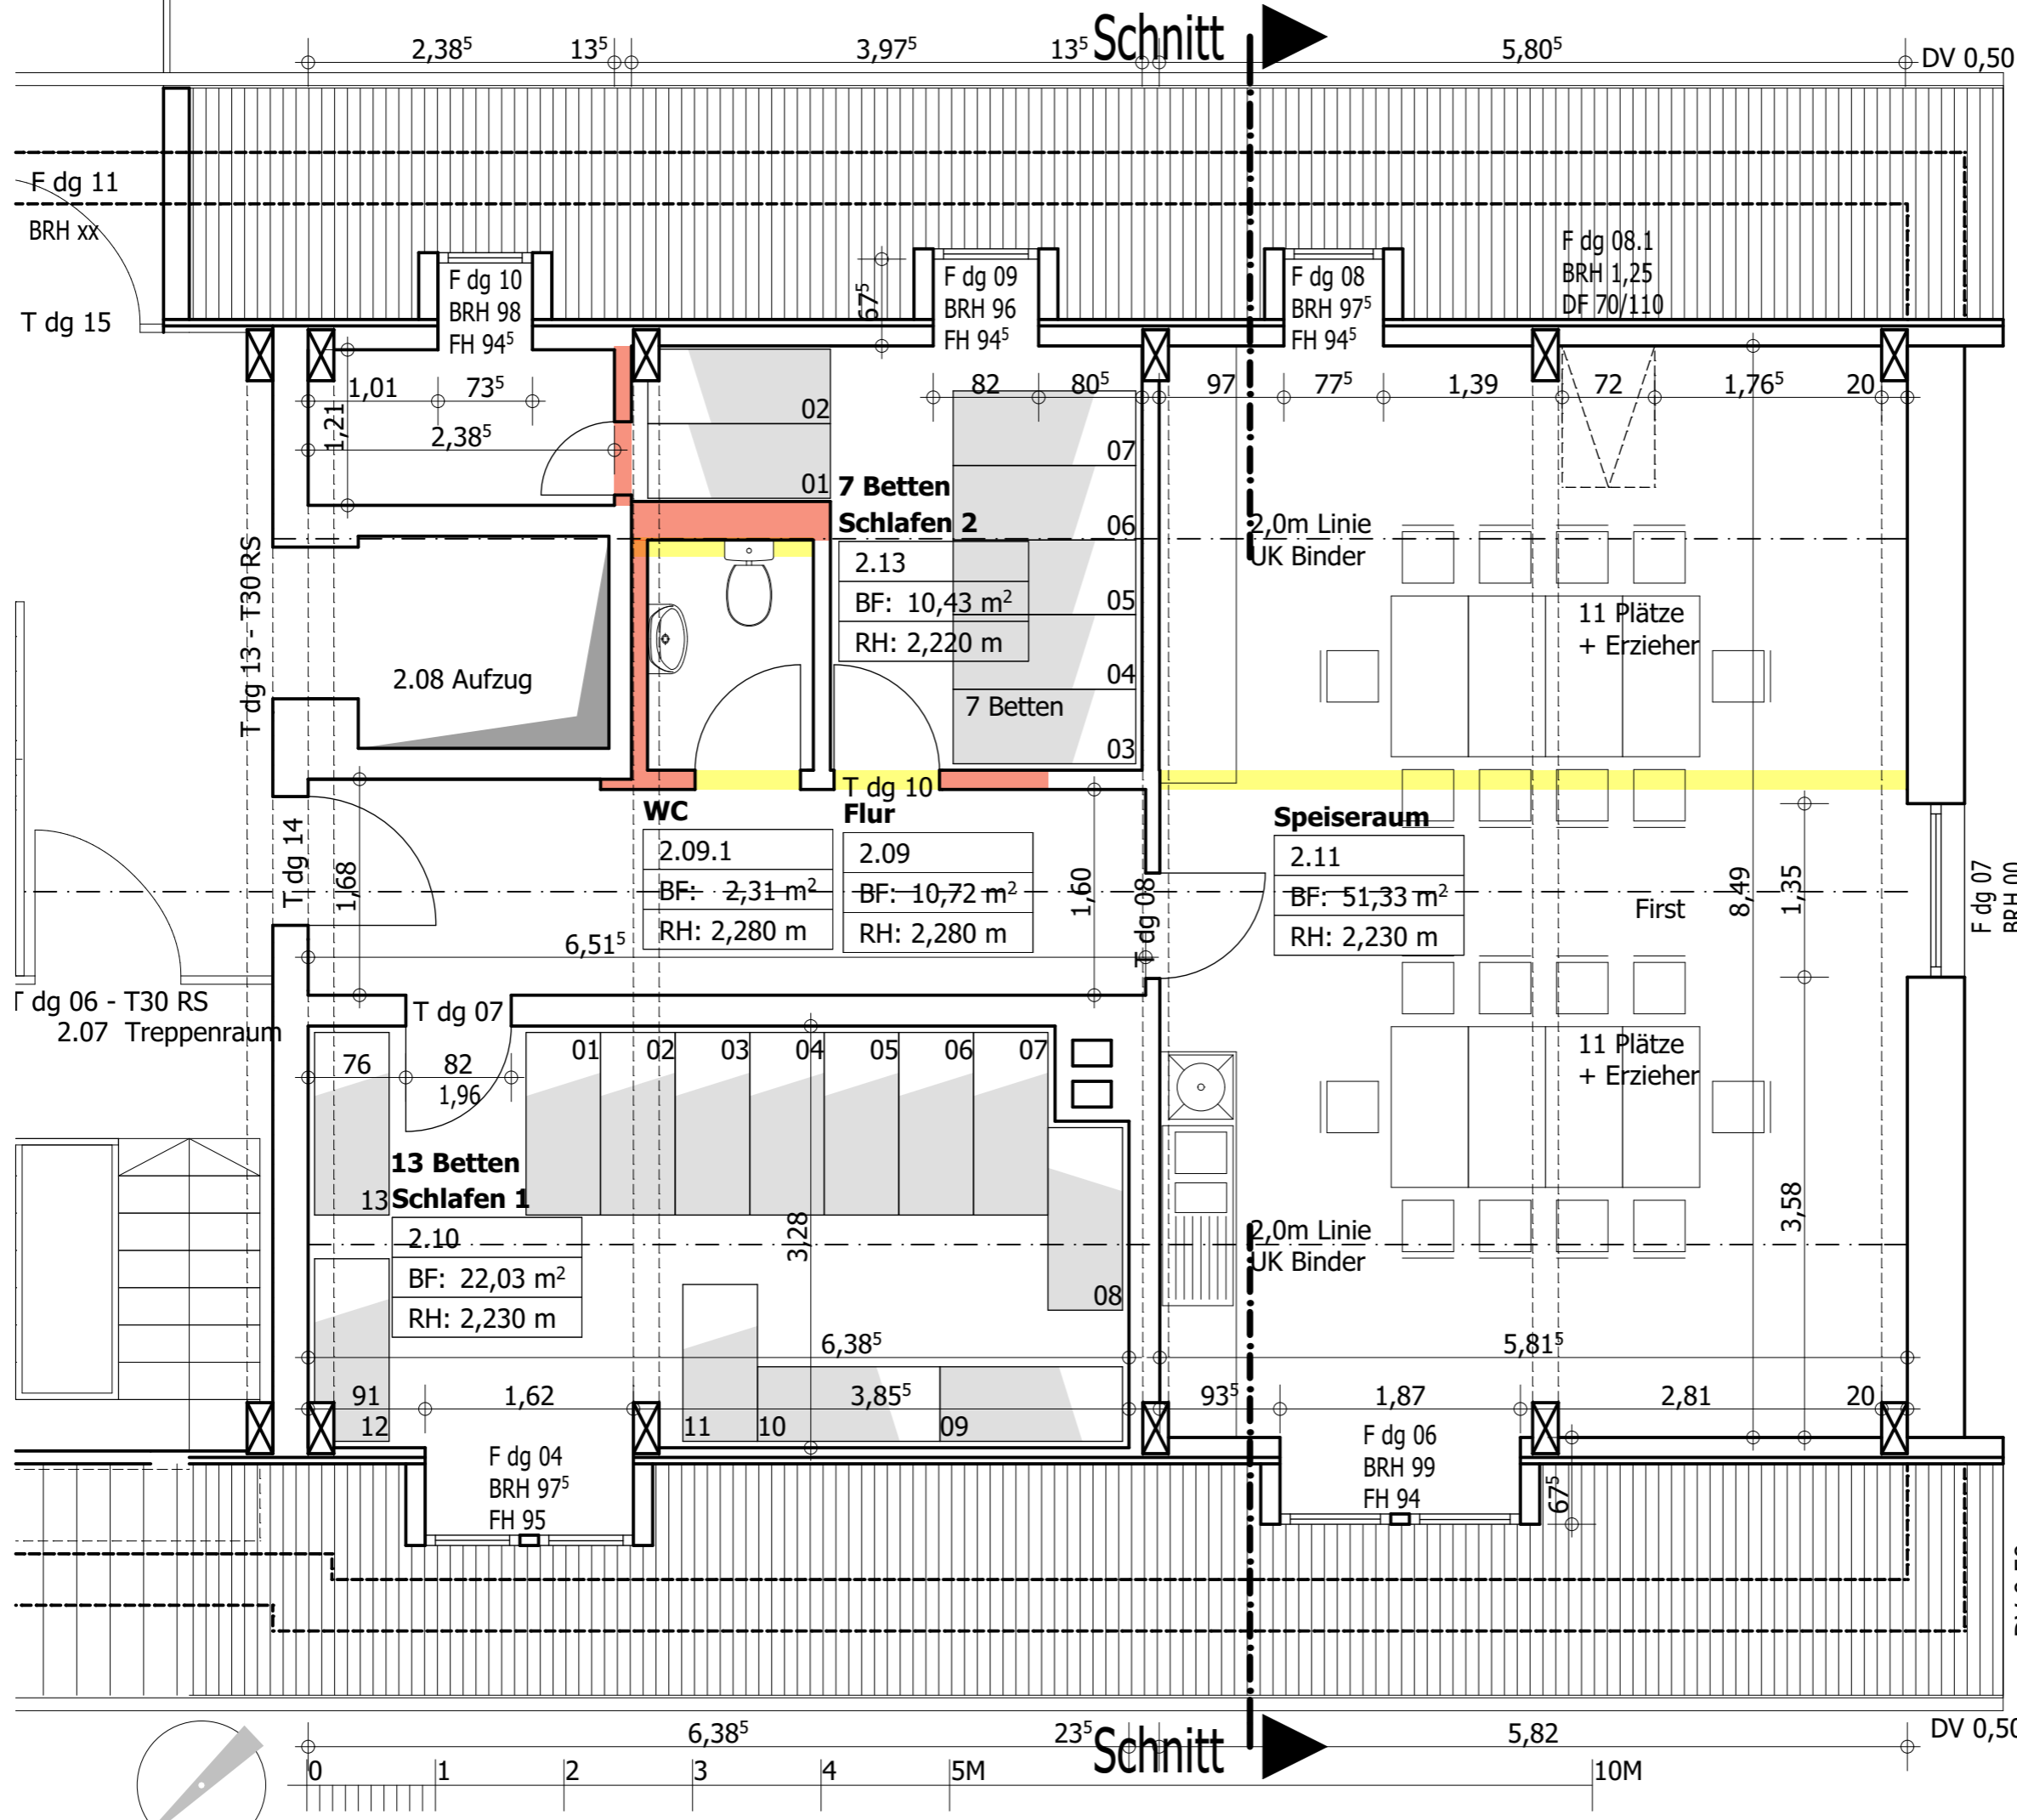 Schnitt
2,38⁵
13⁵
3,97⁵
13⁵
5,80⁵
DV 0,50
F dg 11
BRH xx
T dg 15
F dg 10
BRH 98
FH 94⁵
67⁵
F dg 09
BRH 96
FH 94⁵
F dg 08
BRH 97⁵
FH 94⁵
F dg 08.1
BRH 1,25
DF 70/110
1,01
73⁵
1,21
2,38⁵
02
01
82
80⁵
97
77⁵
1,39
72
1,76⁵
20
07
06
05
04
03
7 Betten
Schlafen 2
2.13
BF: 10,43 m²
RH: 2,220 m
7 Betten
2,0m Linie
UK Binder
11 Plätze
+ Erzieher
T dg 13 - T30 RS
2.08 Aufzug
T dg 10
WC
2.09.1
BF: 2,31 m²
RH: 2,280 m
Flur
2.09
BF: 10,72 m²
RH: 2,280 m
Speiseraum
2.11
BF: 51,33 m²
RH: 2,230 m
T dg 14
1,68
6,51⁵
1,60
T dg 08
First
8,49
1,35
F dg 07
BRH 00
T dg 06 - T30 RS
2.07 Treppenraum
T dg 07
76
82
1,96
01
02
03
04
05
06
07
11 Plätze
+ Erzieher
13 Betten
Schlafen 1
13
2.10
BF: 22,03 m²
RH: 2,230 m
3,28
08
2,0m Linie
UK Binder
3,58
6,38⁵
5,81⁵
91
1,62
3,85⁵
93⁵
1,87
2,81
20
12
11
10
09
F dg 04
BRH 97⁵
FH 95
F dg 06
BRH 99
FH 94
67⁵
6,38⁵
23⁵
Schnitt
5,82
DV 0,50
0
1
2
3
4
5M
10M